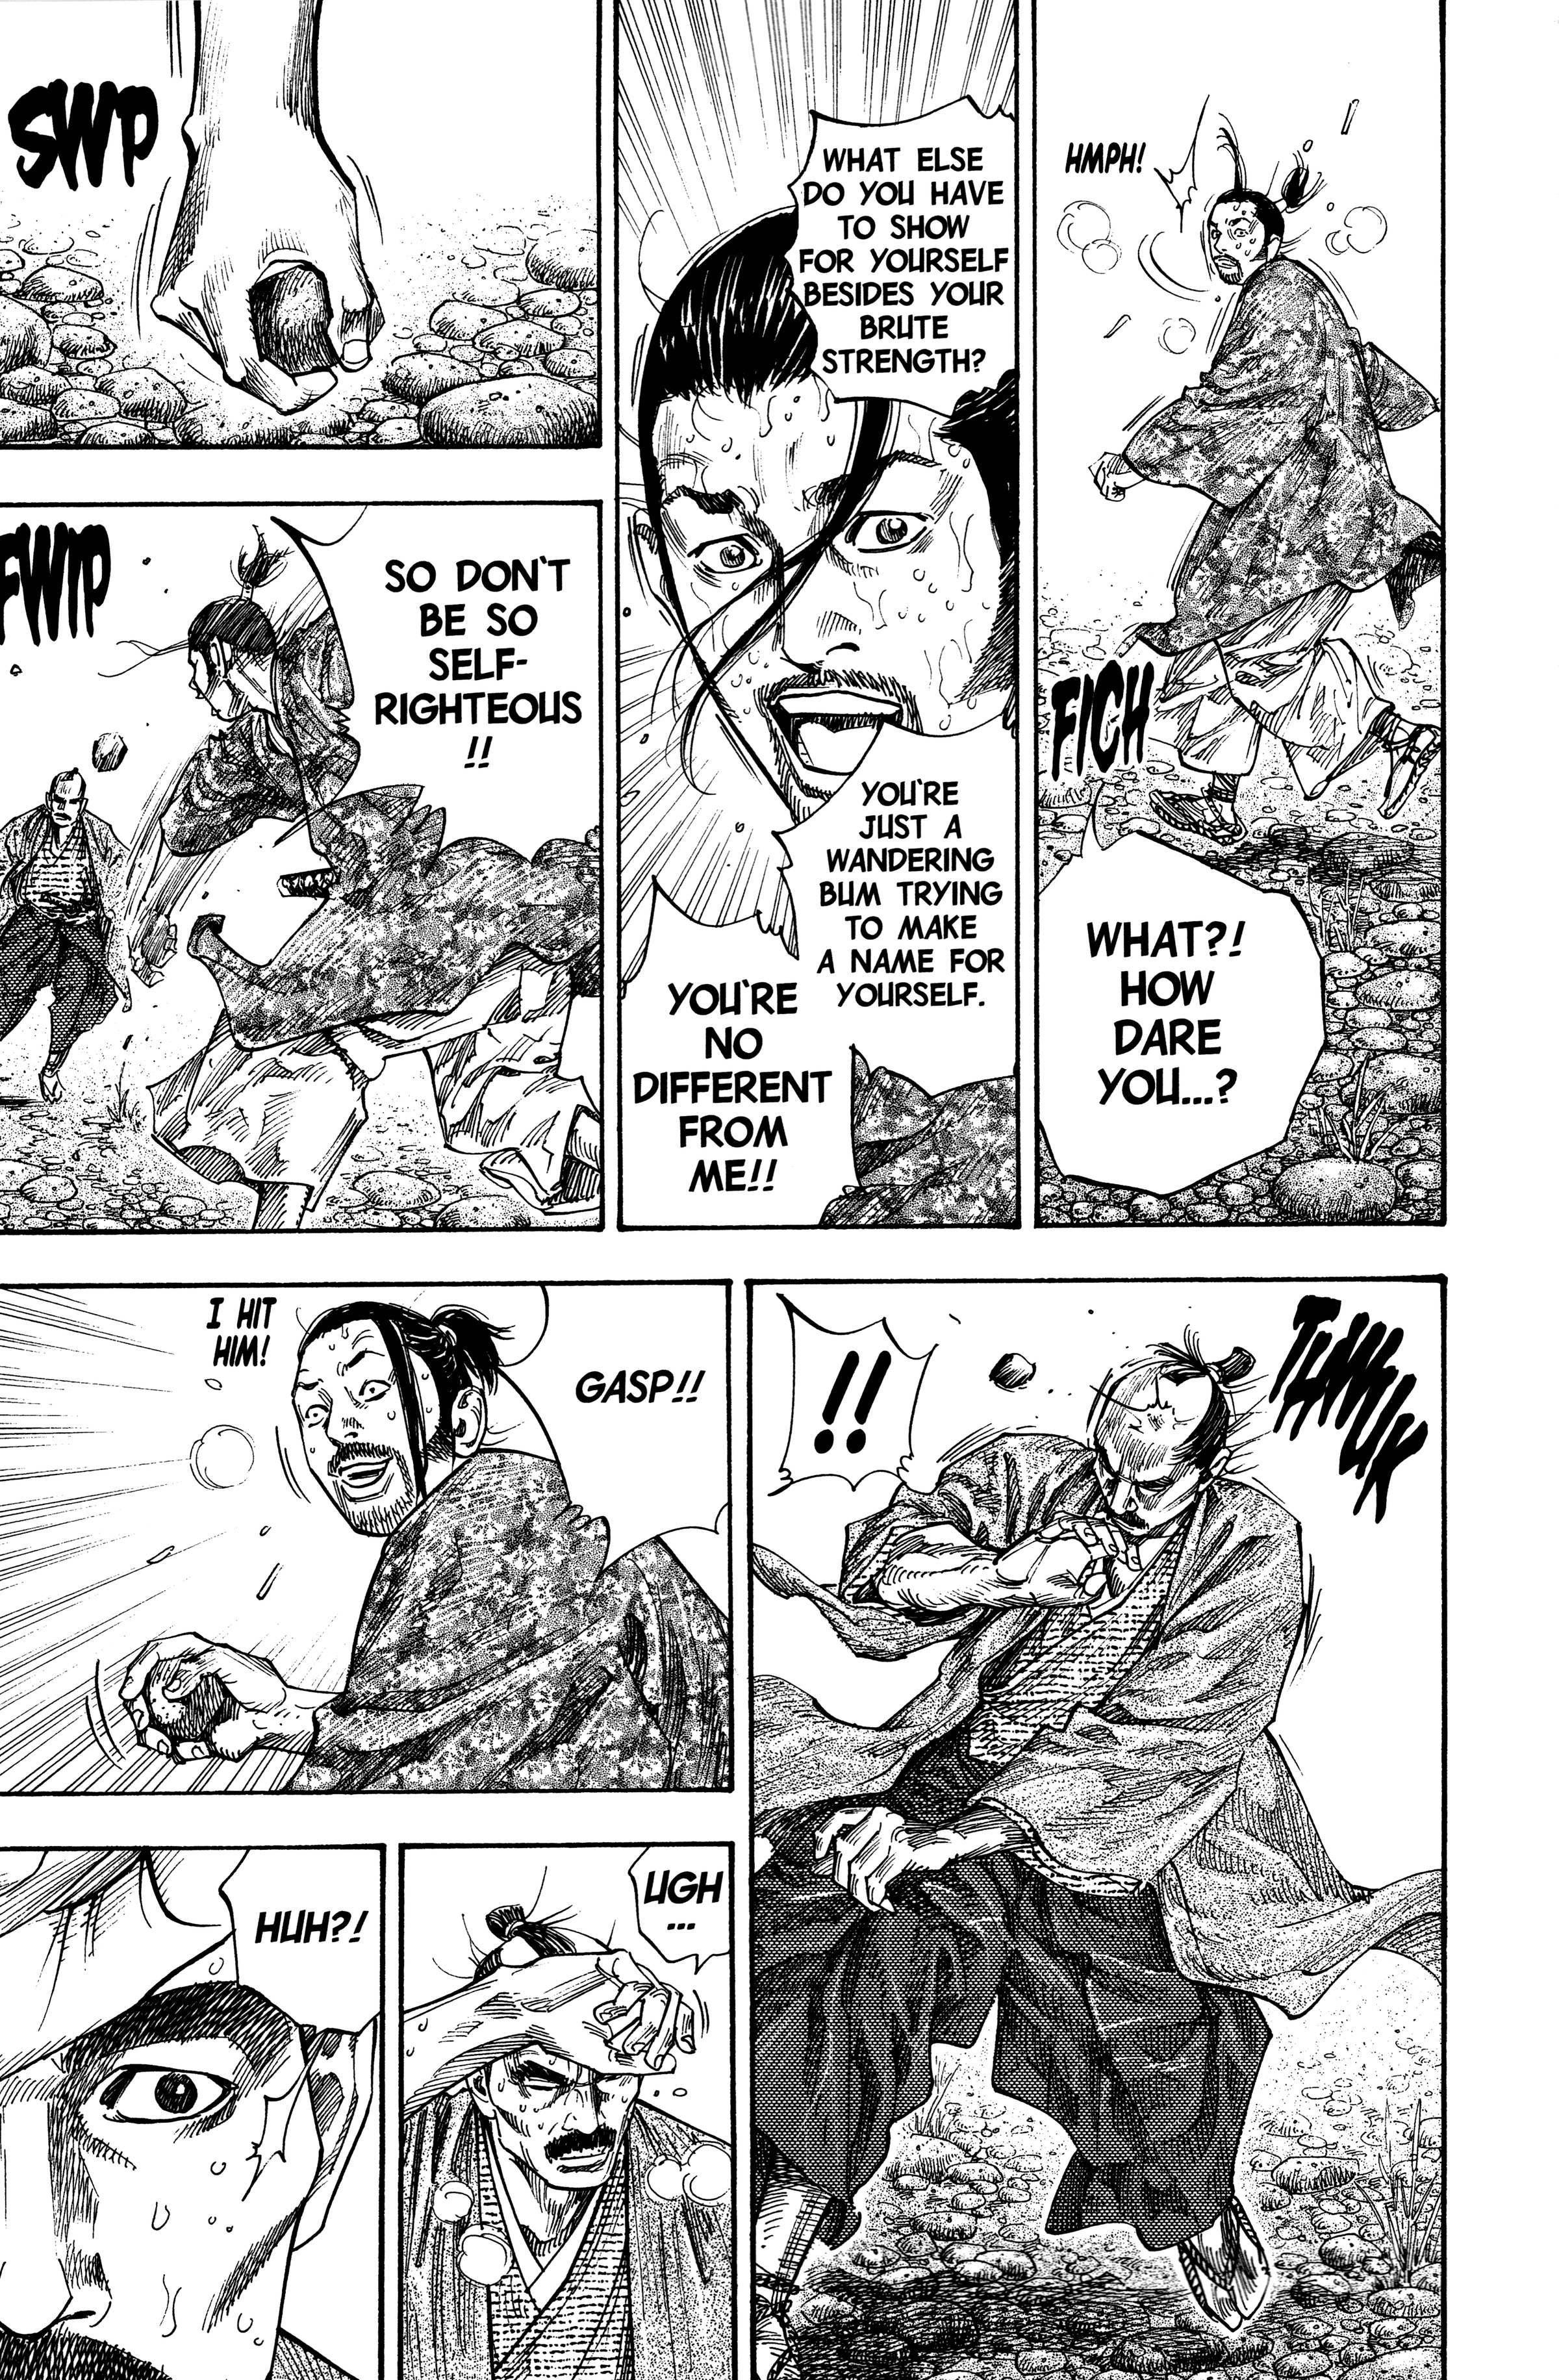 HMPH!
FICH
WHAT?!
HOW
DARE
YOU...?
WHAT ELSE
DO YOU HAVE
TO SHOW
FOR YOURSELF
BESIDES YOUR
BRUTE
STRENGTH?
YOU'RE
JUST A
WANDERING
BUM TRYING
TO MAKE
A NAME FOR
YOURSELF.
YOU'RE
NO
DIFFERENT
FROM
ME!!
SWP
SO DON'T
BE SO
SELF-
RIGHTEOUS
!!
FWIP
THMUK
!!
GASP!!
I HIT
HIM!
UGH
...
HUH?!